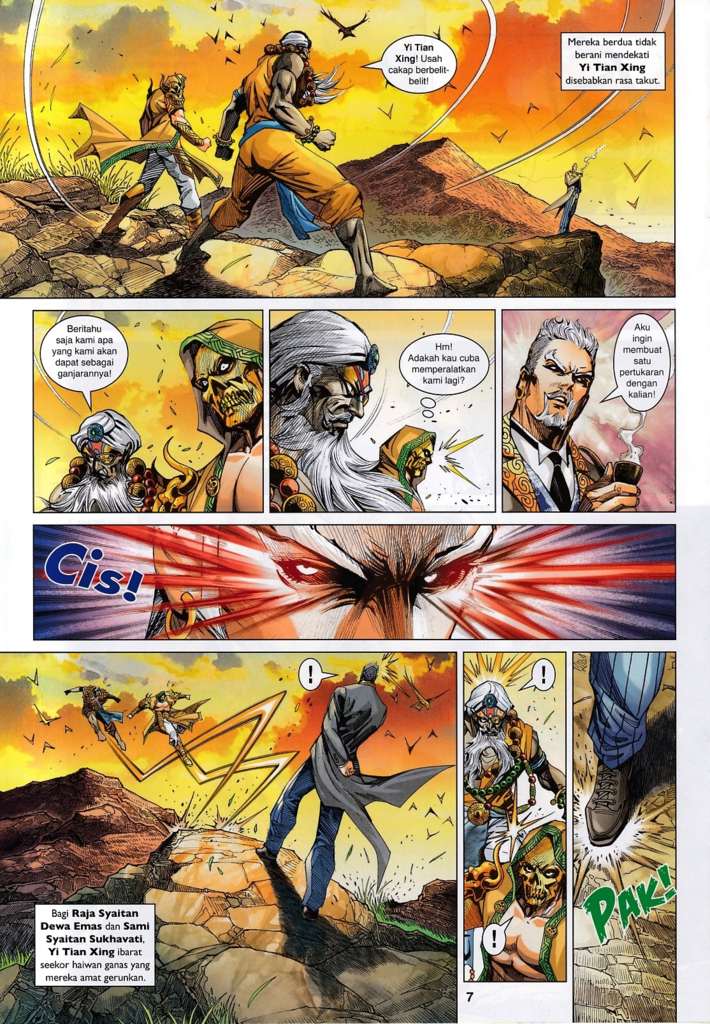 Yi Tian
Xing! Usah
cakap berbelit-
belit!
Mereka berdua tidak
berani mendekati
Yi Tian Xing
disebabkan rasa takut.
Beritahu
saja kami apa
yang kami akan
dapat sebagai
ganjarannya!
Hm!
Adakah kau cuba
memperalatkan
kami lagi?
Aku
ingin
membuat
satu
pertukaran
dengan
kalian!
Cis!
!
Bagi Raja Syaitan
Dewa Emas dan Sami
Syaitan Sukhavati,
Yi Tian Xing ibarat
seekor haiwan ganas yang
mereka amat gerunkan.
!
!
PAK!
7